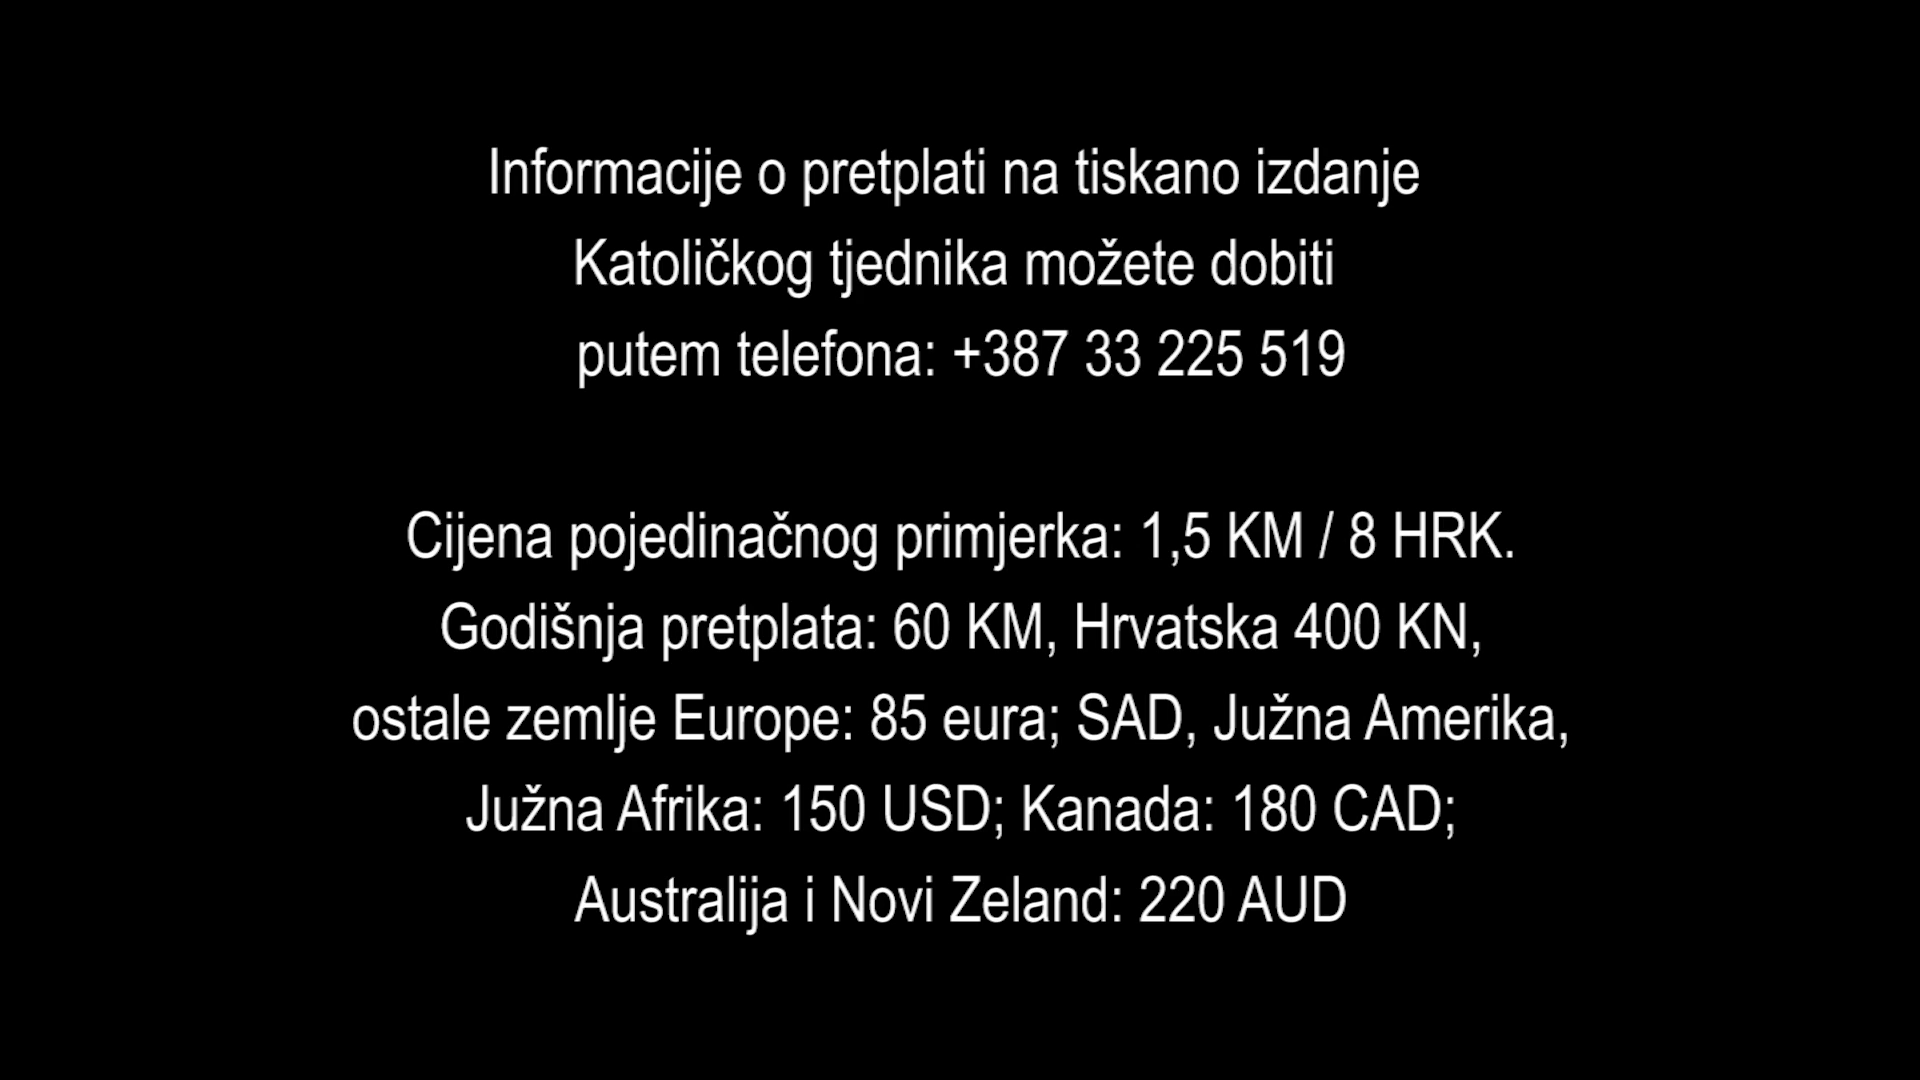 Informacije o pretplati na tiskano izdanje
Katoličkog tjednika možete dobiti
putem telefona: +387 33 225 519
Cijena pojedinačnog primjerka: 1,5 KM / 8 HRK.
Godišnja pretplata: 60 KM, Hrvatska 400 KN,
ostale zemlje Europe: 85 eura; SAD, Južna Amerika,
Južna Afrika: 150 USD; Kanada: 180 CAD;
Australija i Novi Zeland: 220 AUD